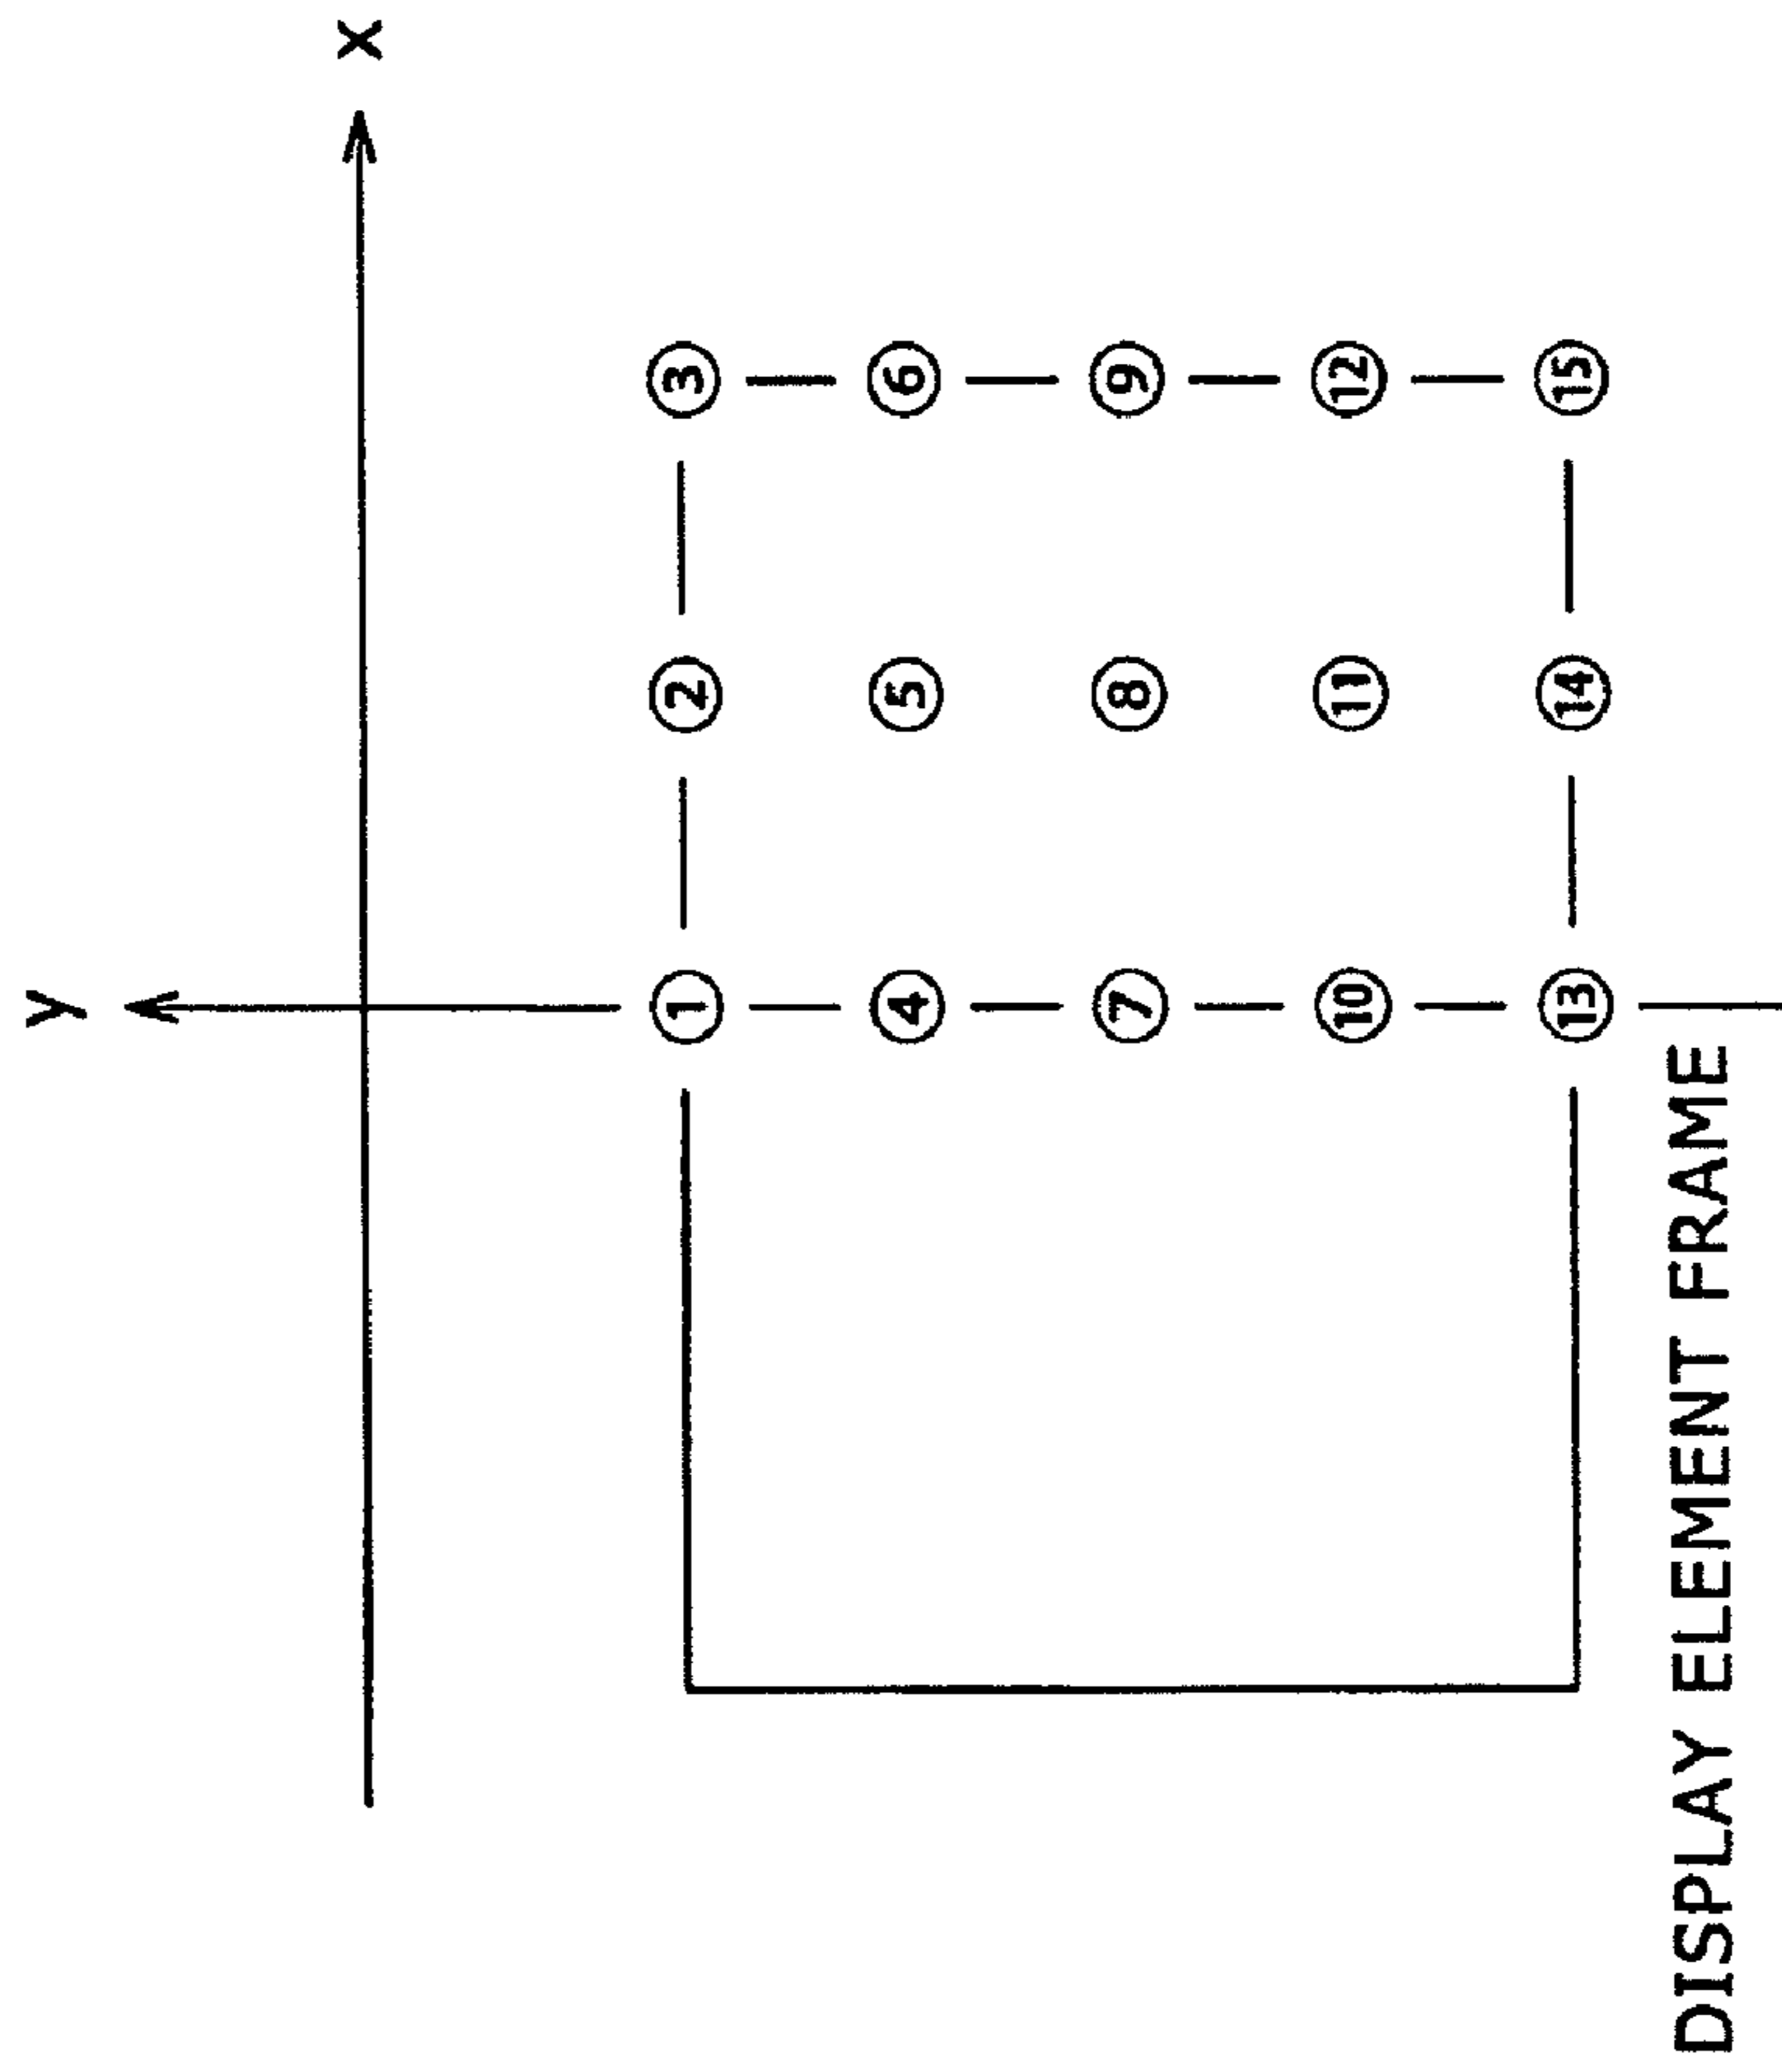 y
x
① ② ③
④ ⑤ ⑥
⑦ ⑧ ⑨
⑩ ⑪ ⑫
⑬ ⑭ ⑮
DISPLAY ELEMENT FRAME